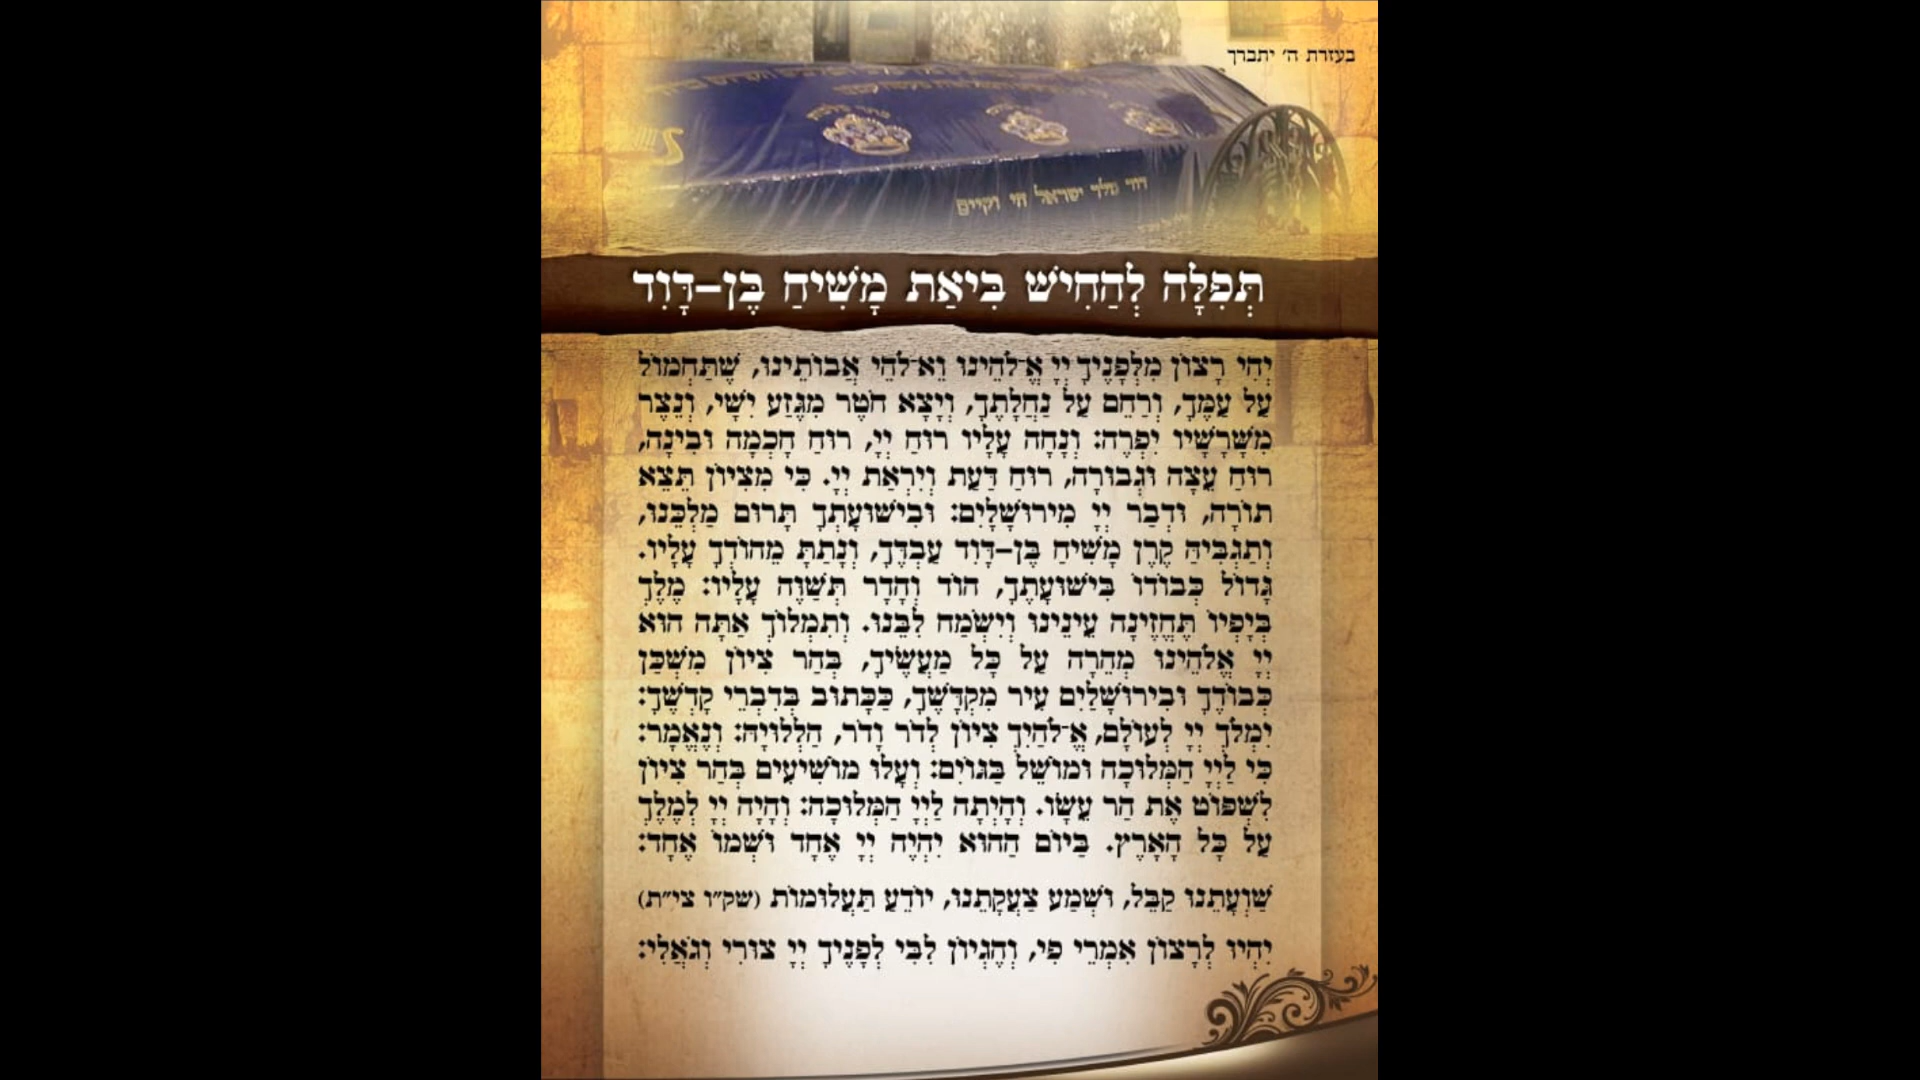 בעזרת ה׳ יתברך
דוד מלך ישראל חי וקיים
תְּפִלָּה לְהַחִישׁ בִּיאַת מָשִׁיחַ בֶּן–דָּוִד
יְהִי רָצוֹן מִלְּפָנֶיךָ יְיָ אֱ-לֹהֵינוּ וֵא-לֹהֵי אֲבוֹתֵינוּ, שֶׁתַּחְמוֹל
עַל עַמֶּךָ, וְרַחֵם עַל נַחֲלָתֶךָ, וְיָצָא חֹטֶר מִגֶּזַע יִשָׁי, וְנֵצֶר
מִשָּׁרָשָׁיו יִפְרֶה: וְנָחָה עָלָיו רוּחַ יְיָ, רוּחַ חָכְמָה וּבִינָה,
רוּחַ עֵצָה וּגְבוּרָה, רוּחַ דַּעַת וְיִרְאַת יְיָ. כִּי מִצִּיוֹן תֵּצֵא
תוֹרָה, וּדְבַר יְיָ מִירוּשָׁלָיִם: וּבִישׁוּעָתְךָ תָּרוּם מַלְכֵּנוּ,
וְתַגְבִּיהַּ קֶרֶן מָשִׁיחַ בֶּן–דָּוִד עַבְדֶּךָ, וְנָתַתָּ מֵהוֹדְךָ עָלָיו.
גָּדוֹל כְּבוֹדוֹ בִּישׁוּעָתֶךָ, הוֹד וְהָדָר תְּשַׁוֶּה עָלָיו: מֶלֶךְ
בְּיָפְיוֹ תֶּחֱזֶינָה עֵינֵינוּ וְיִשְׂמַח לִבֵּנוּ. וְתִמְלוֹךְ אַתָּה הוּא
יְיָ אֱלֹהֵינוּ מְהֵרָה עַל כָּל מַעֲשֶׂיךָ, בְּהַר צִיּוֹן מִשְׁכַּן
כְּבוֹדֶךָ וּבִירוּשָׁלַיִם עִיר מִקְדָּשֶׁךָ, כַּכָּתוּב בְּדִבְרֵי קָדְשֶׁךָ:
יִמְלֹךְ יְיָ לְעוֹלָם, אֱ-לֹהַיִךְ צִיּוֹן לְדֹר וָדֹר, הַלְלוּיָהּ: וְנֶאֱמָר:
כִּי לַיְיָ הַמְּלוּכָה וּמוֹשֵׁל בַּגּוֹיִם: וְעָלוּ מוֹשִׁיעִים בְּהַר צִיּוֹן
לִשְׁפּוֹט אֶת הַר עֵשָׂו. וְהָיְתָה לַיְיָ הַמְּלוּכָה: וְהָיָה יְיָ לְמֶלֶךְ
עַל כָּל הָאָרֶץ. בַּיּוֹם הַהוּא יִהְיֶה יְיָ אֶחָד וּשְׁמוֹ אֶחָד:
שַׁוְעָתֵנוּ קַבֵּל, וּשְׁמַע צַעֲקָתֵנוּ, יוֹדֵעַ תַּעֲלוּמוֹת (שק״ו צי״ת)
יִהְיוּ לְרָצוֹן אִמְרֵי פִי, וְהֶגְיוֹן לִבִּי לְפָנֶיךָ יְיָ צוּרִי וְגֹאֲלִי: